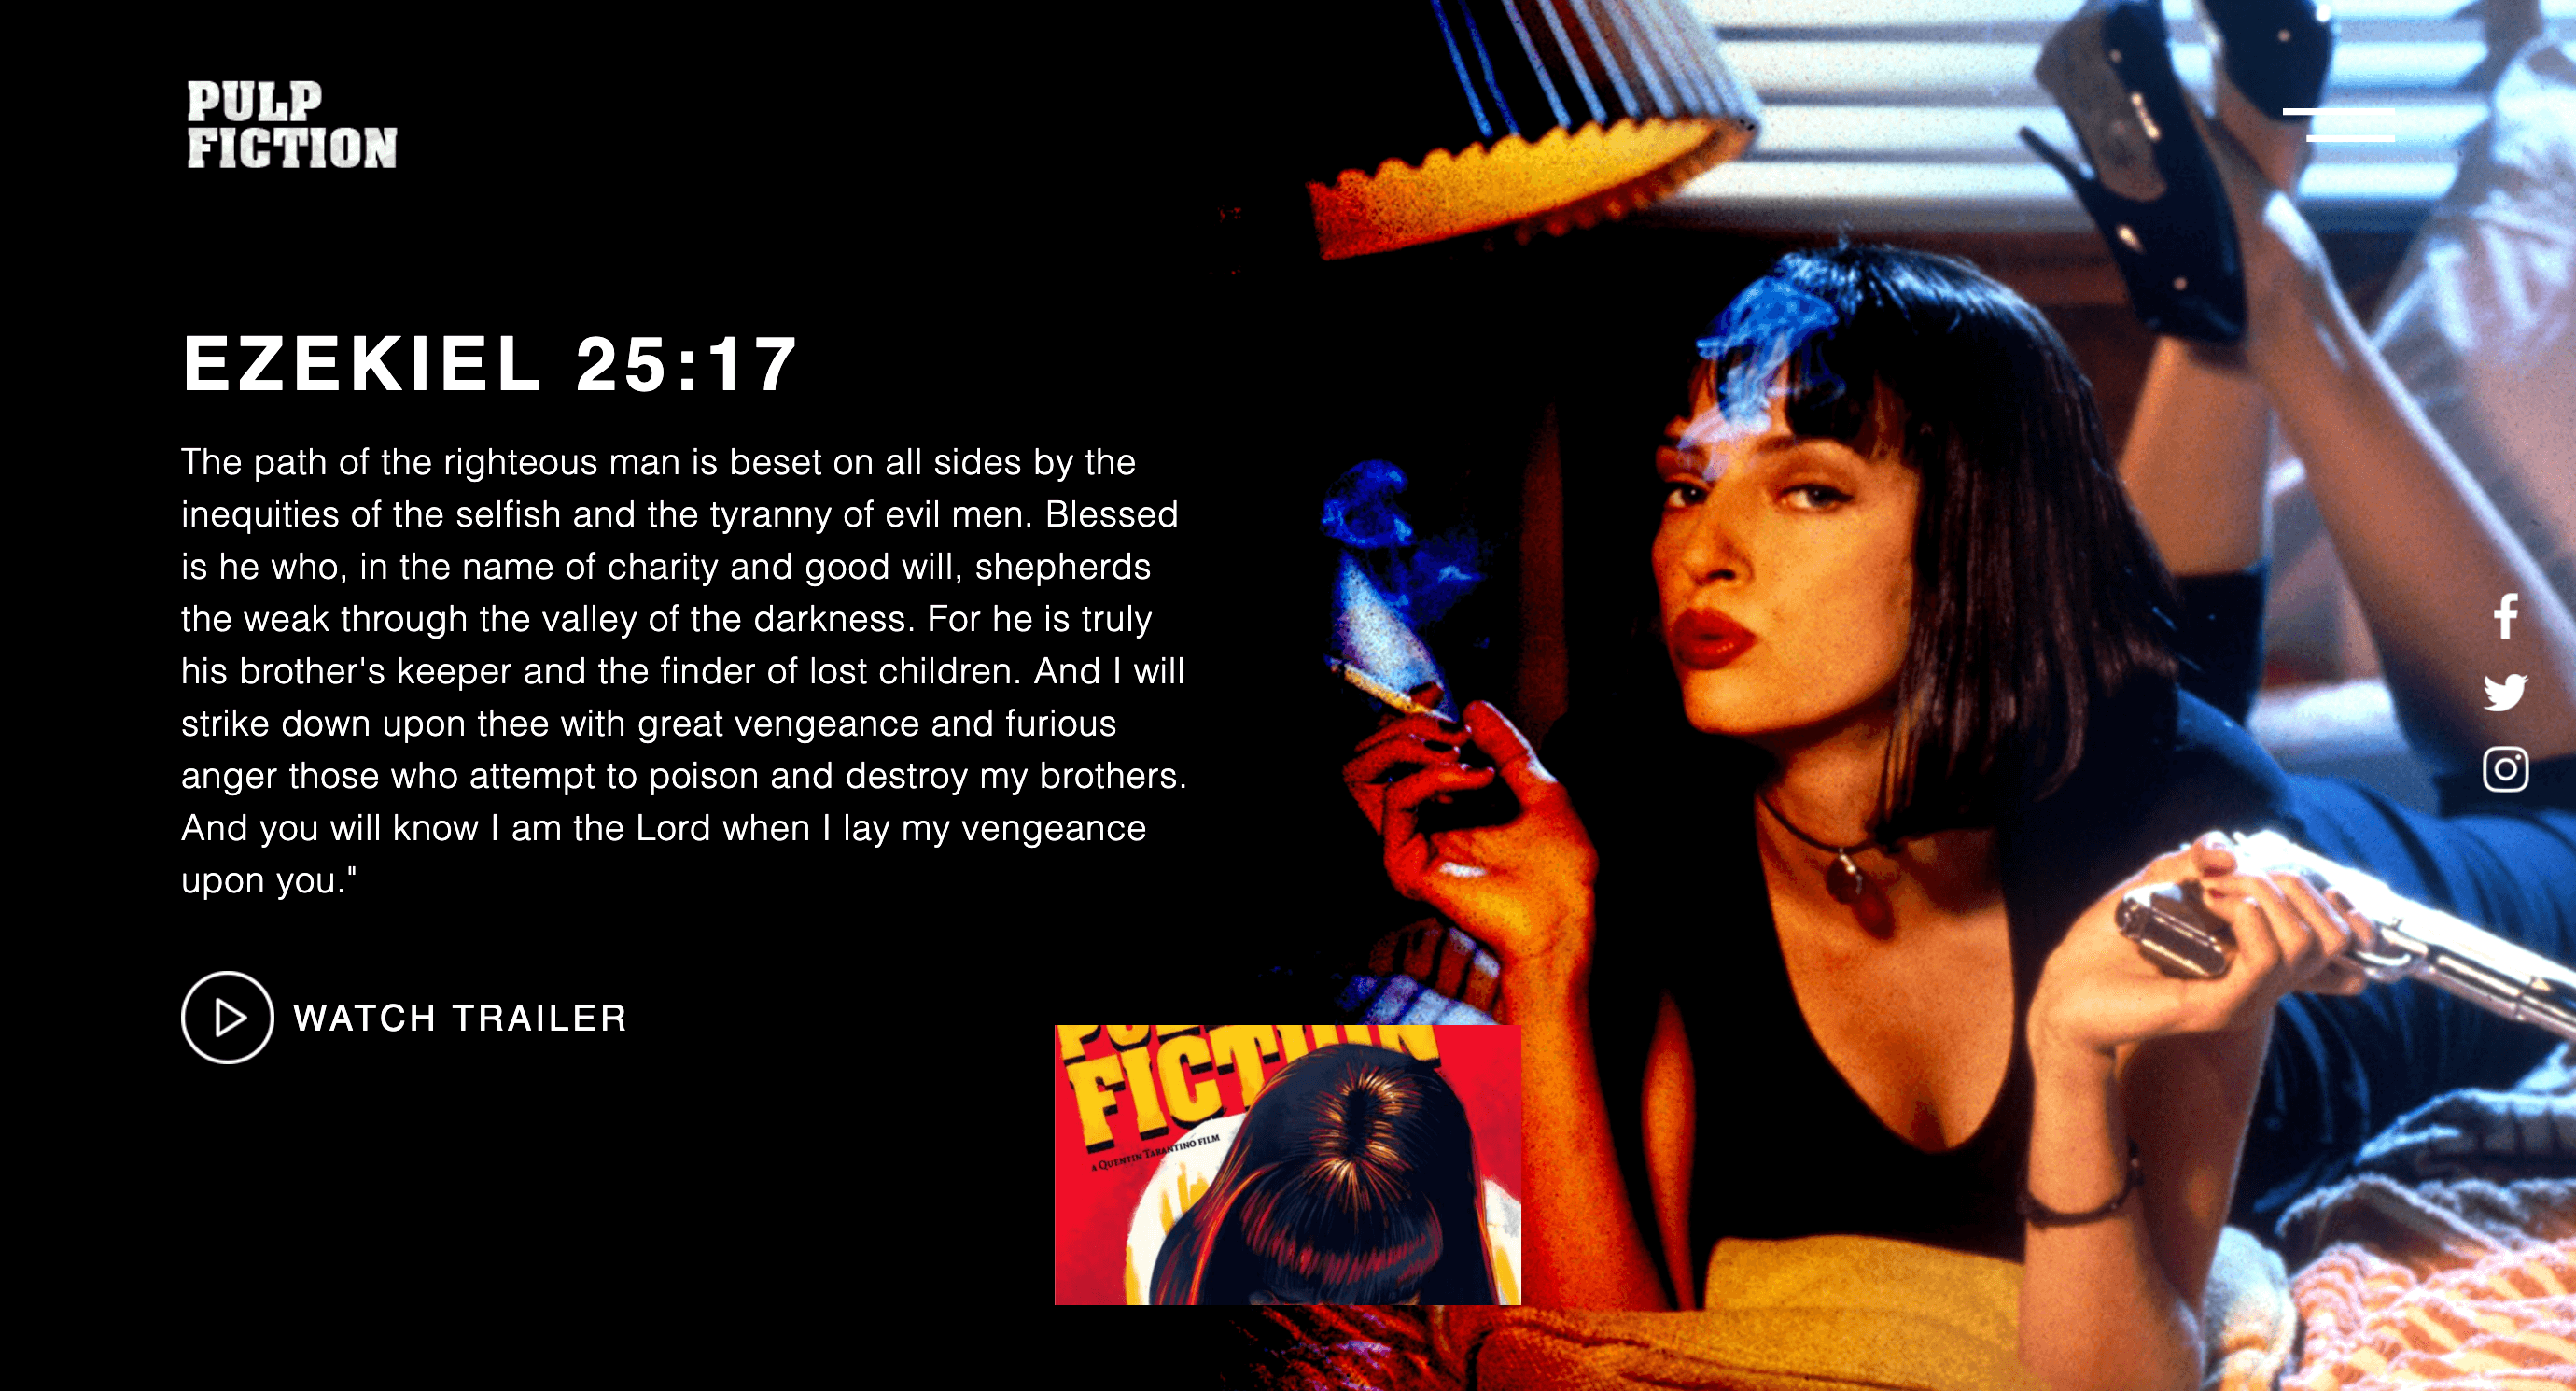 PULP
FICTION
EZEKIEL 25:17
The path of the righteous man is beset on all sides by the
inequities of the selfish and the tyranny of evil men. Blessed
is he who, in the name of charity and good will, shepherds
the weak through the valley of the darkness. For he is truly
his brother's keeper and the finder of lost children. And I will
strike down upon thee with great vengeance and furious
anger those who attempt to poison and destroy my brothers.
And you will know I am the Lord when I lay my vengeance
upon you."
WATCH TRAILER
FICTION
A QUENTIN TARANTINO FILM